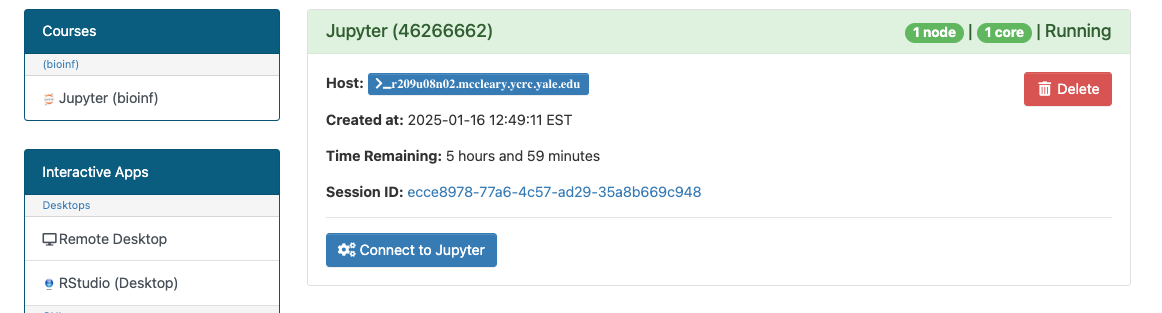 Courses
(bioinf)
Jupyter (bioinf)
Interactive Apps
Desktops
Remote Desktop
RStudio (Desktop)
Jupyter (46266662)
1 node | 1 core | Running
Host: >_r209u08n02.mccleary.ycrc.yale.edu
Delete
Created at: 2025-01-16 12:49:11 EST
Time Remaining: 5 hours and 59 minutes
Session ID: ecce8978-77a6-4c57-ad29-35a8b669c948
Connect to Jupyter